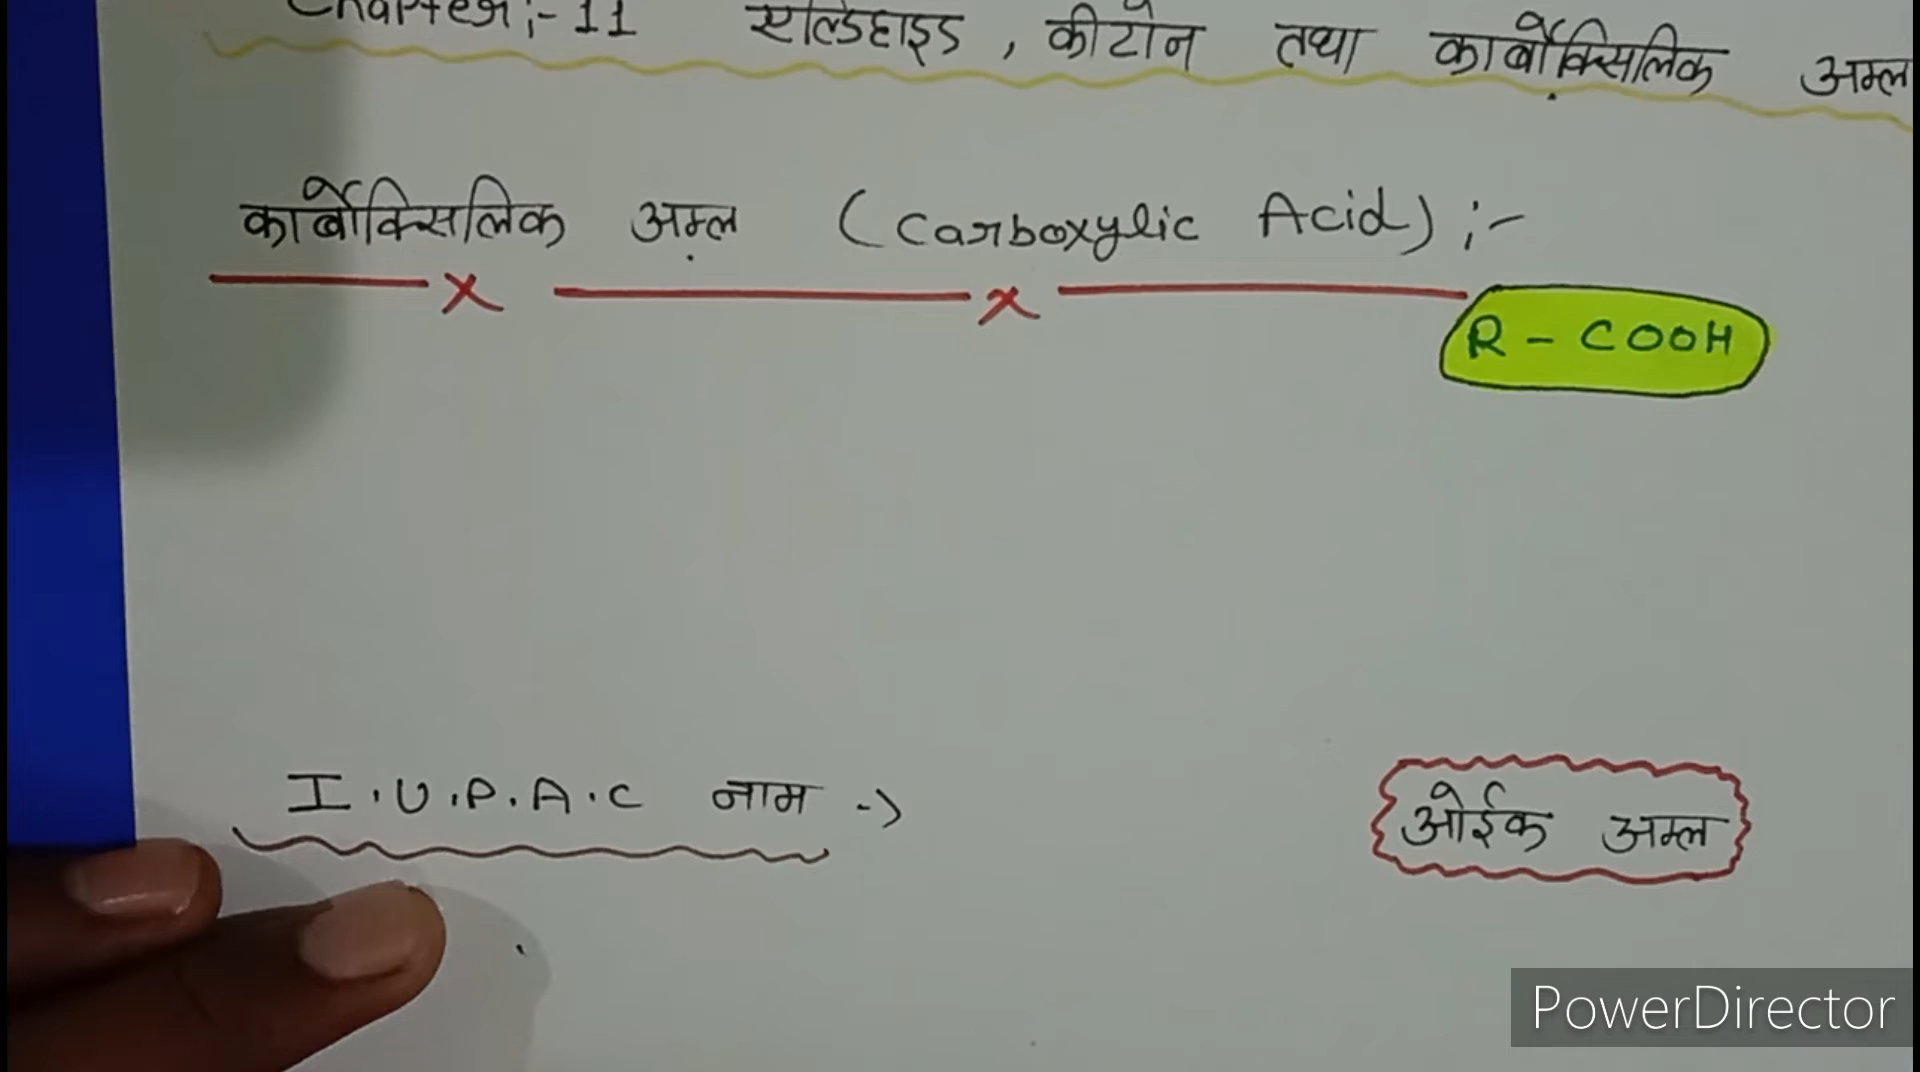 Chapter :- 11 एल्डिहाइड , कीटोन तथा कार्बोक्सिलिक अम्ल
कार्बोक्सिलिक अम्ल (Carboxylic Acid) :-
R - COOH
I.U.P.A.C नाम -> ओईक अम्ल
PowerDirector